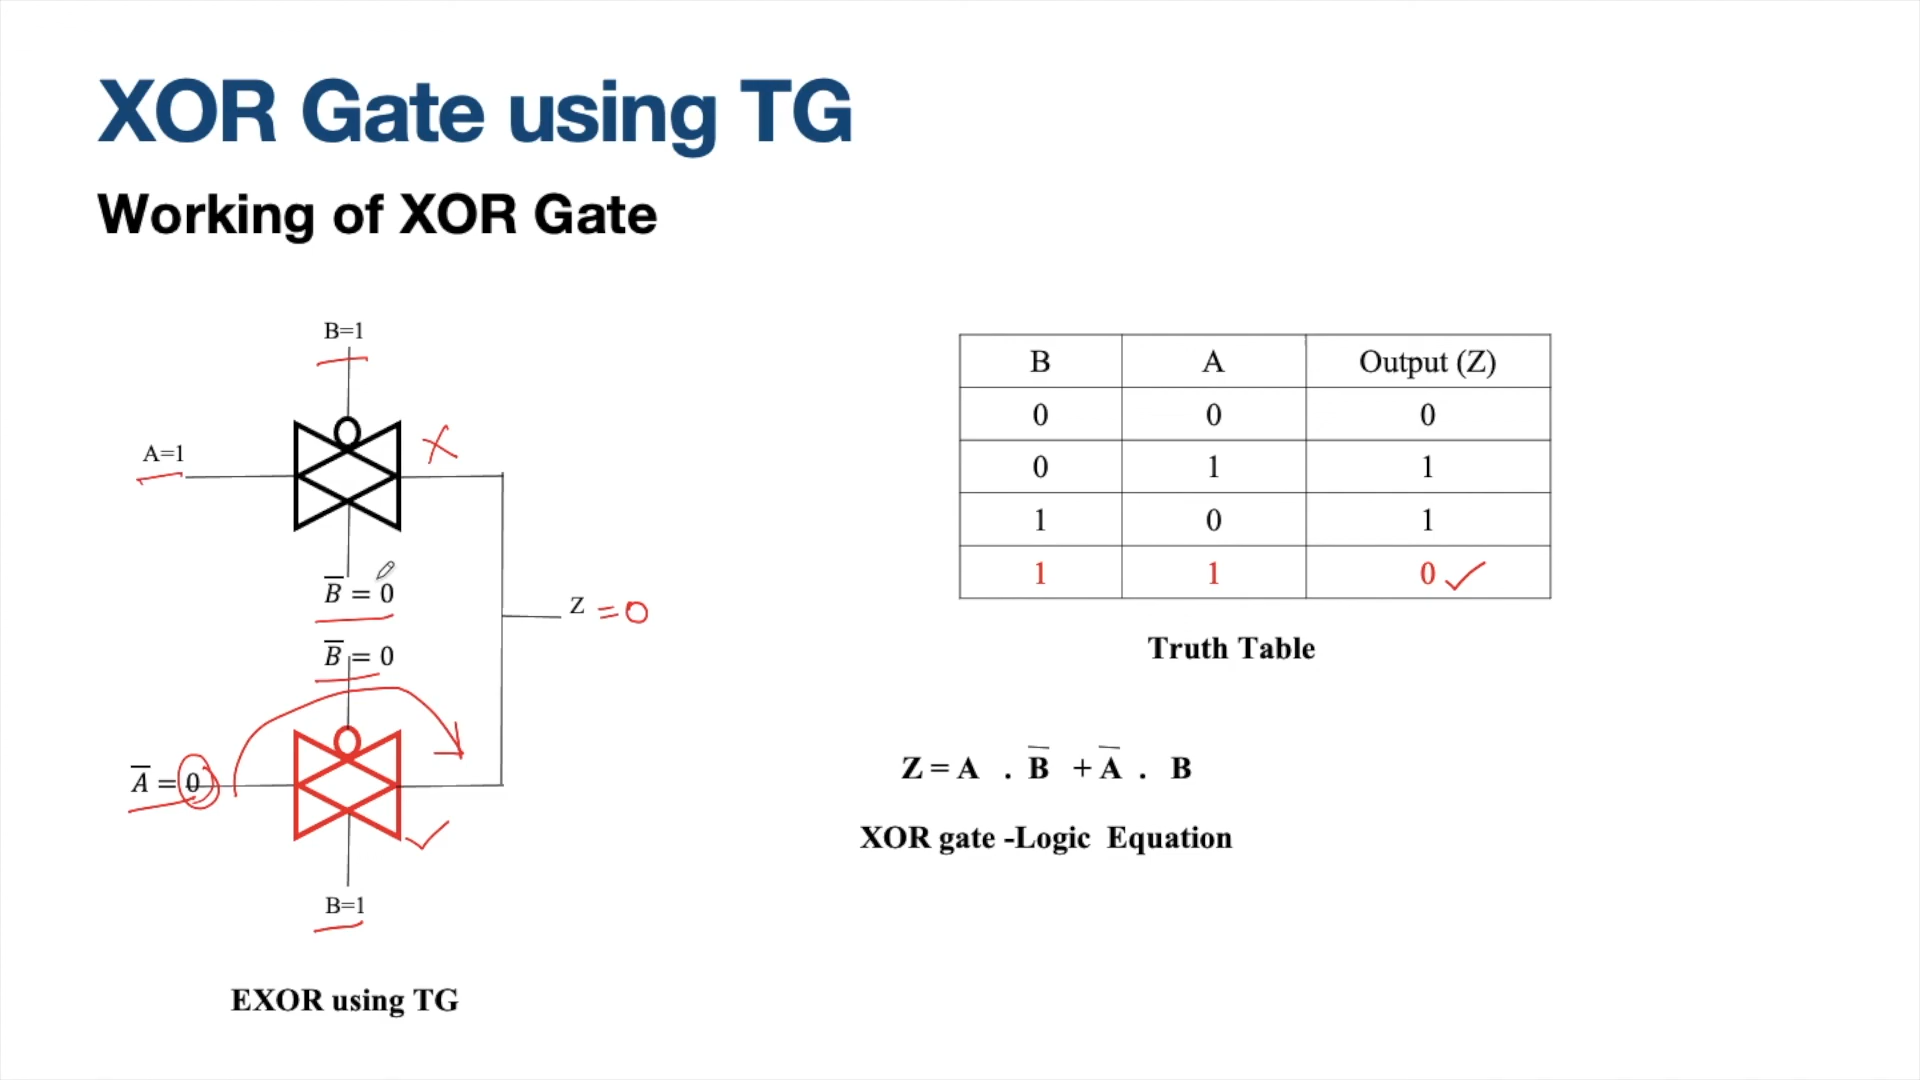 XOR Gate using TG
Working of XOR Gate
B=1
A=1
X
B̅ = 0
Z = 0
B̅ = 0
A̅ = 0
B=1
EXOR using TG
B A Output (Z)
0 0 0
0 1 1
1 0 1
1 1 0
Truth Table
Z = A . B̅ + A̅ . B
XOR gate -Logic Equation